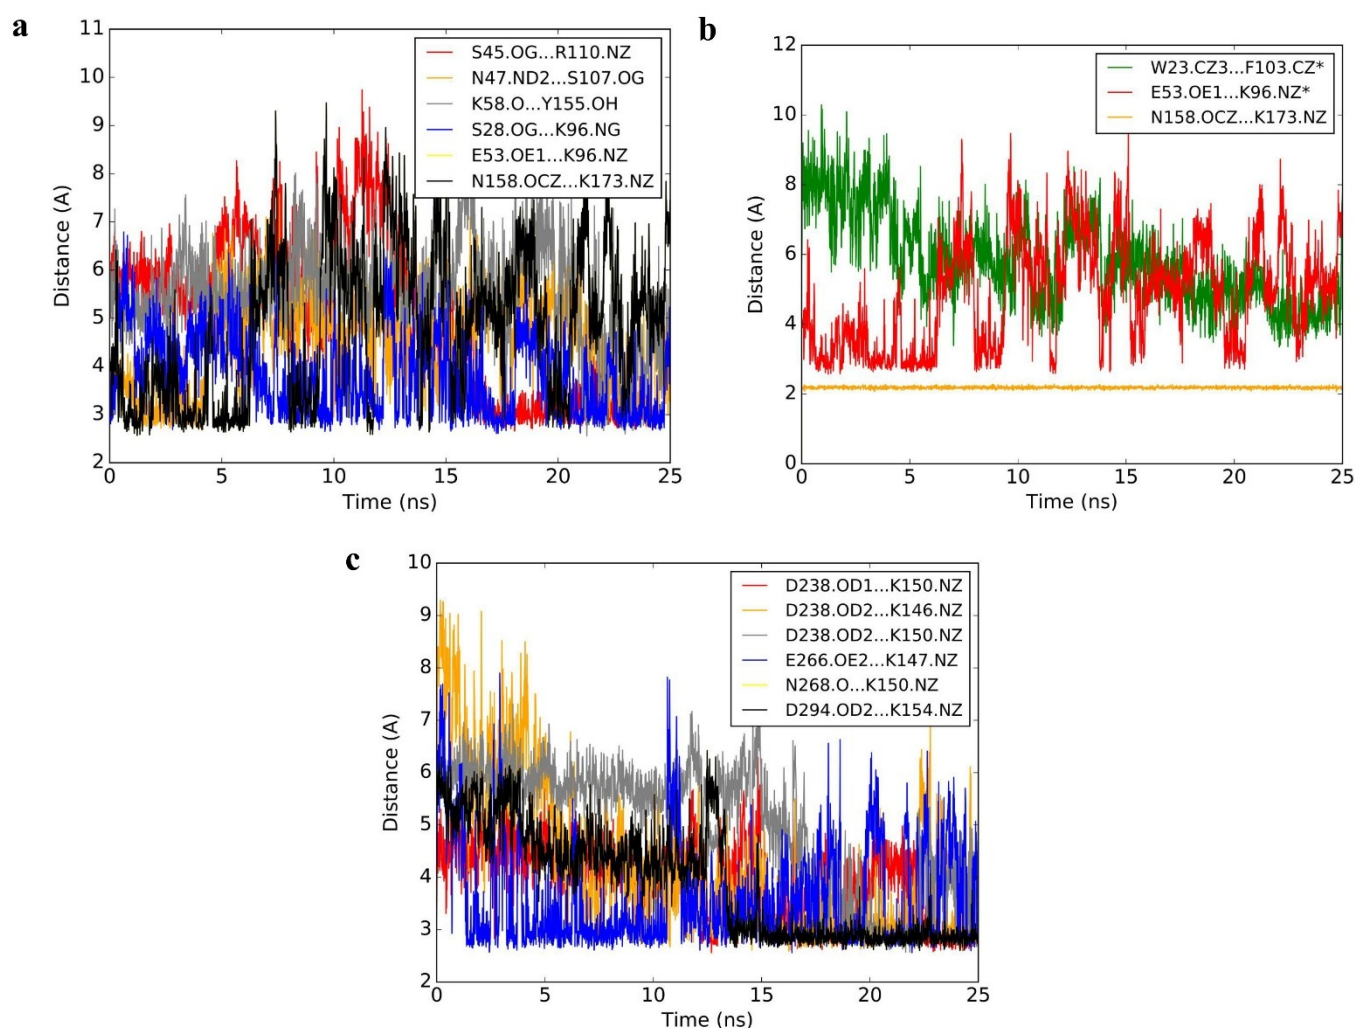 a
11
10
9
8
7
6
5
4
3
2
Distance (A)
S45.OG...R110.NZ
N47.ND2...S107.OG
K58.O...Y155.OH
S28.OG...K96.NG
E53.OE1...K96.NZ
N158.OCZ...K173.NZ
0 5 10 15 20 25
Time (ns)
b
12
10
8
6
4
2
0
Distance (A)
W23.CZ3...F103.CZ*
E53.OE1...K96.NZ*
N158.OCZ...K173.NZ
0 5 10 15 20 25
Time (ns)
c
10
9
8
7
6
5
4
3
2
Distance (A)
D238.OD1...K150.NZ
D238.OD2...K146.NZ
D238.OD2...K150.NZ
E266.OE2...K147.NZ
N268.O...K150.NZ
D294.OD2...K154.NZ
0 5 10 15 20 25
Time (ns)